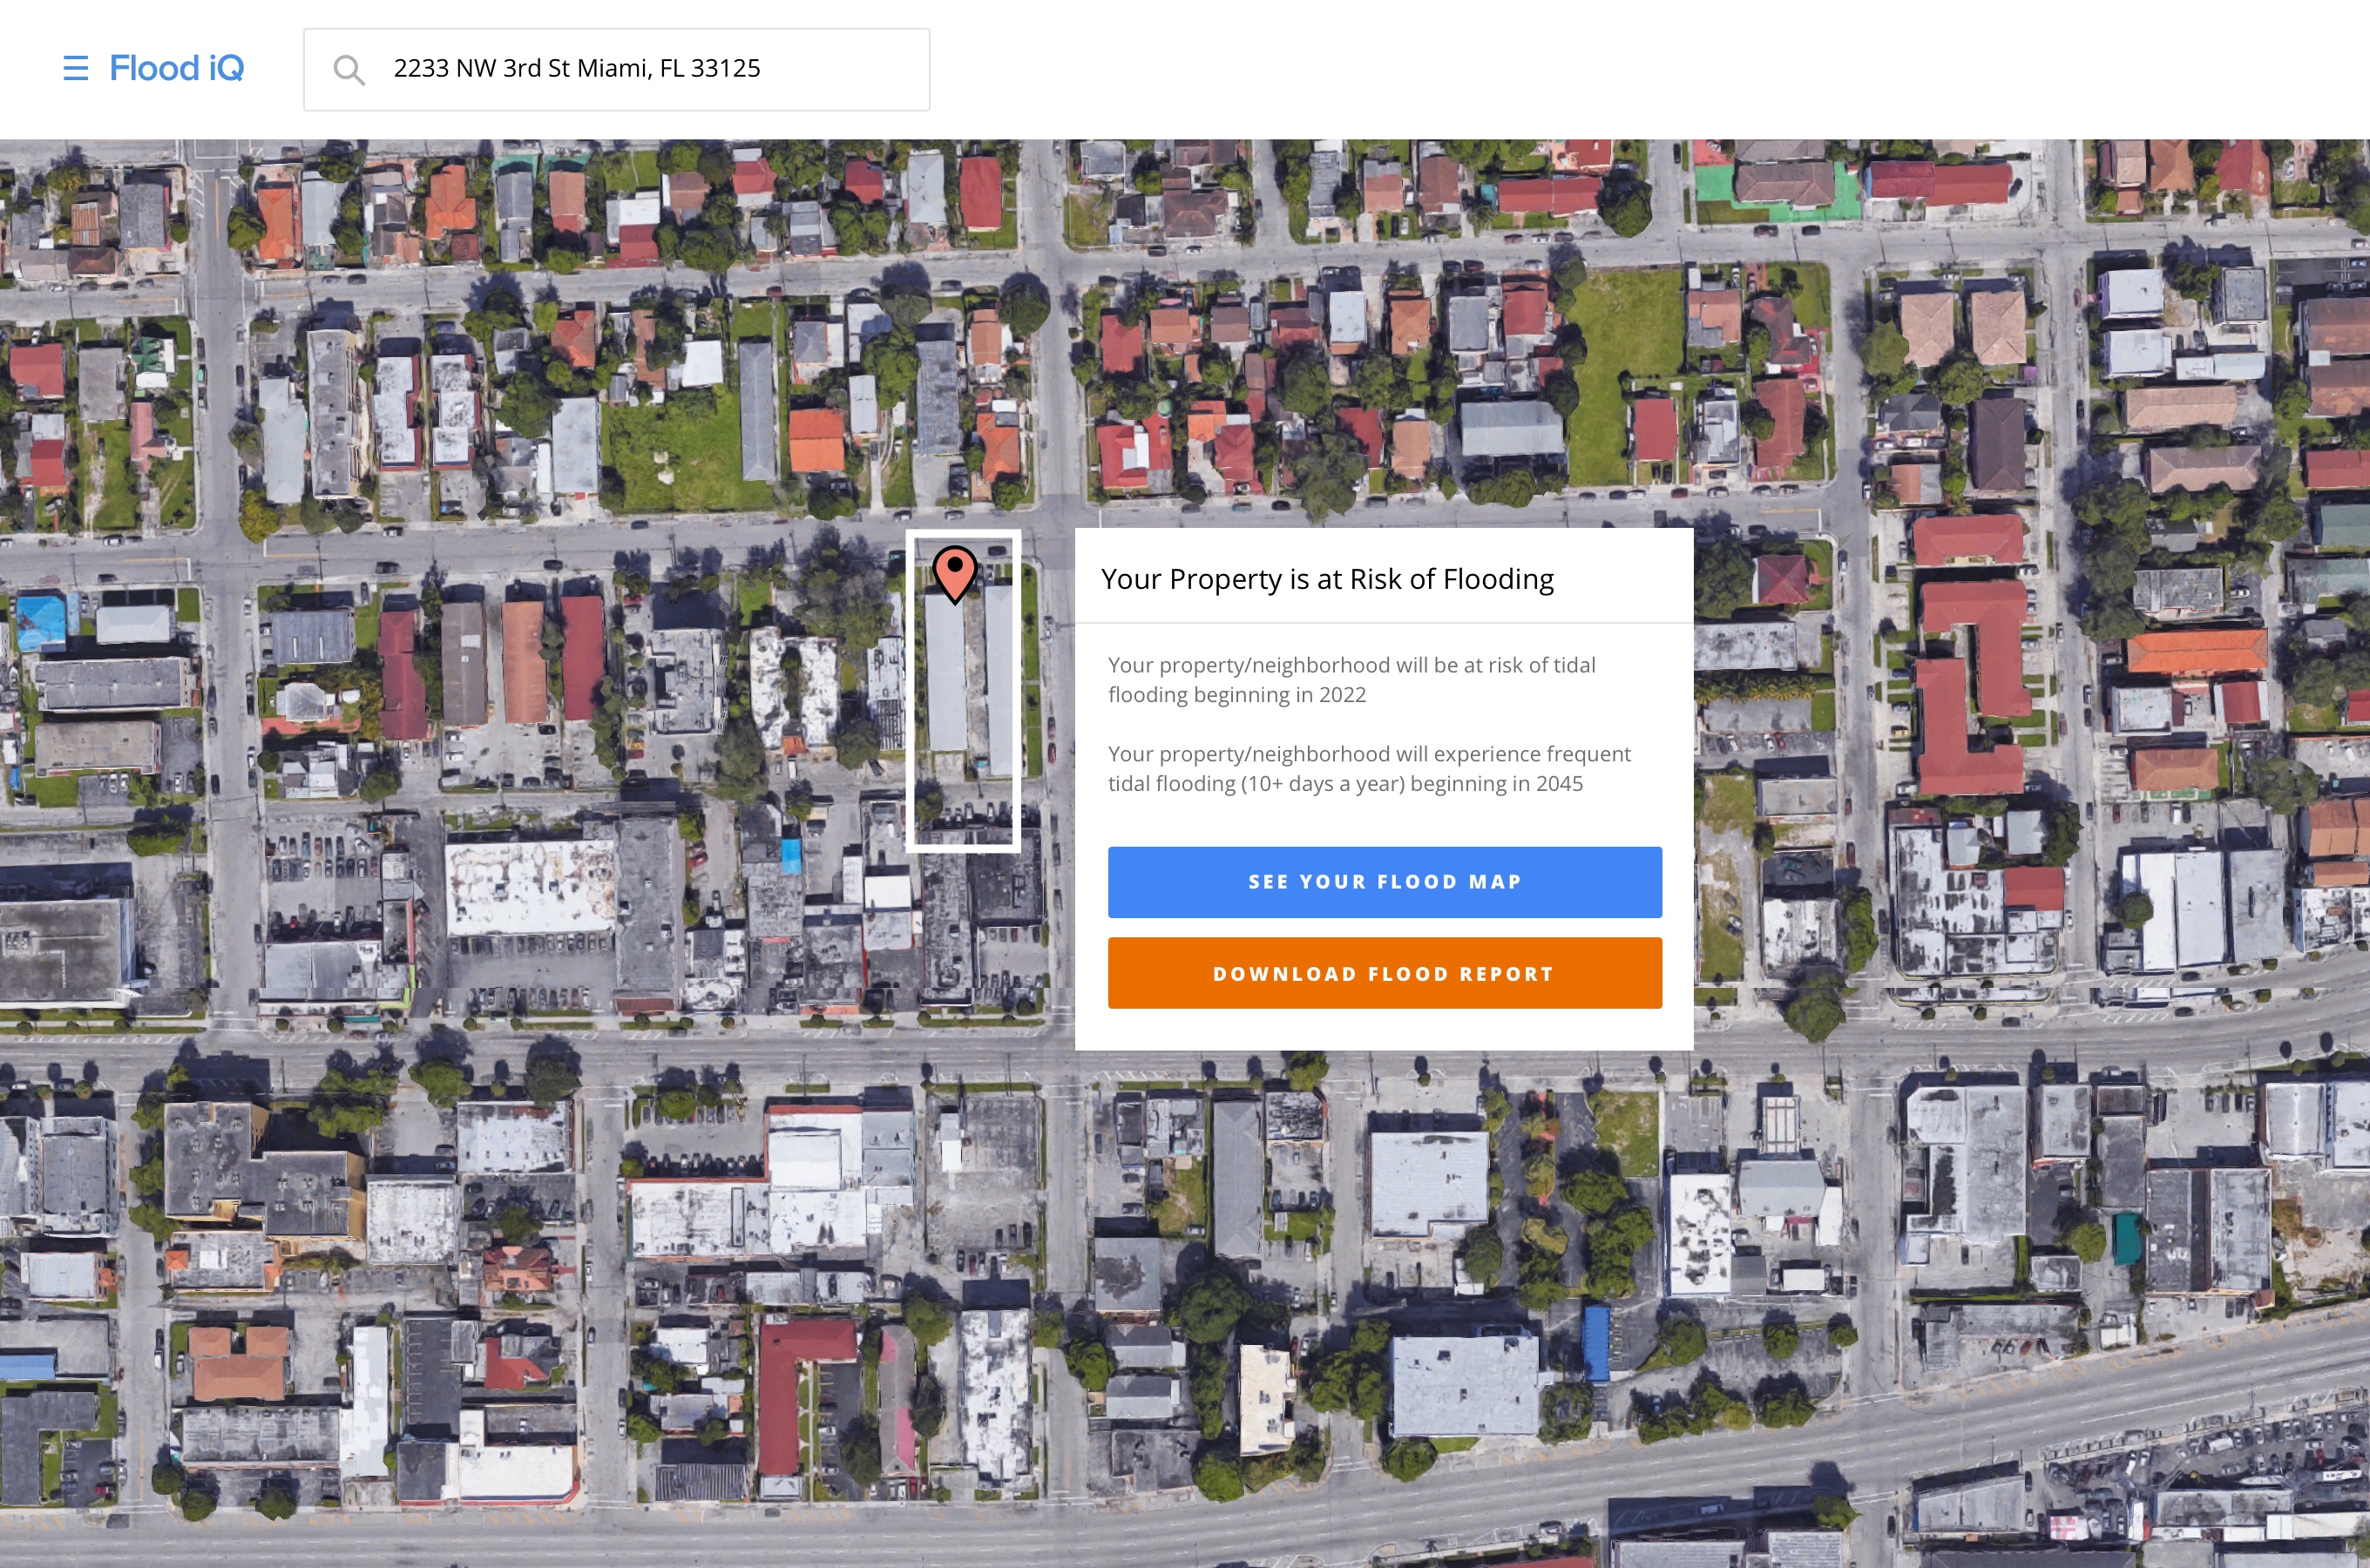 Flood iQ
2233 NW 3rd St Miami, FL 33125
Your Property is at Risk of Flooding
Your property/neighborhood will be at risk of tidal
flooding beginning in 2022
Your property/neighborhood will experience frequent
tidal flooding (10+ days a year) beginning in 2045
SEE YOUR FLOOD MAP
DOWNLOAD FLOOD REPORT